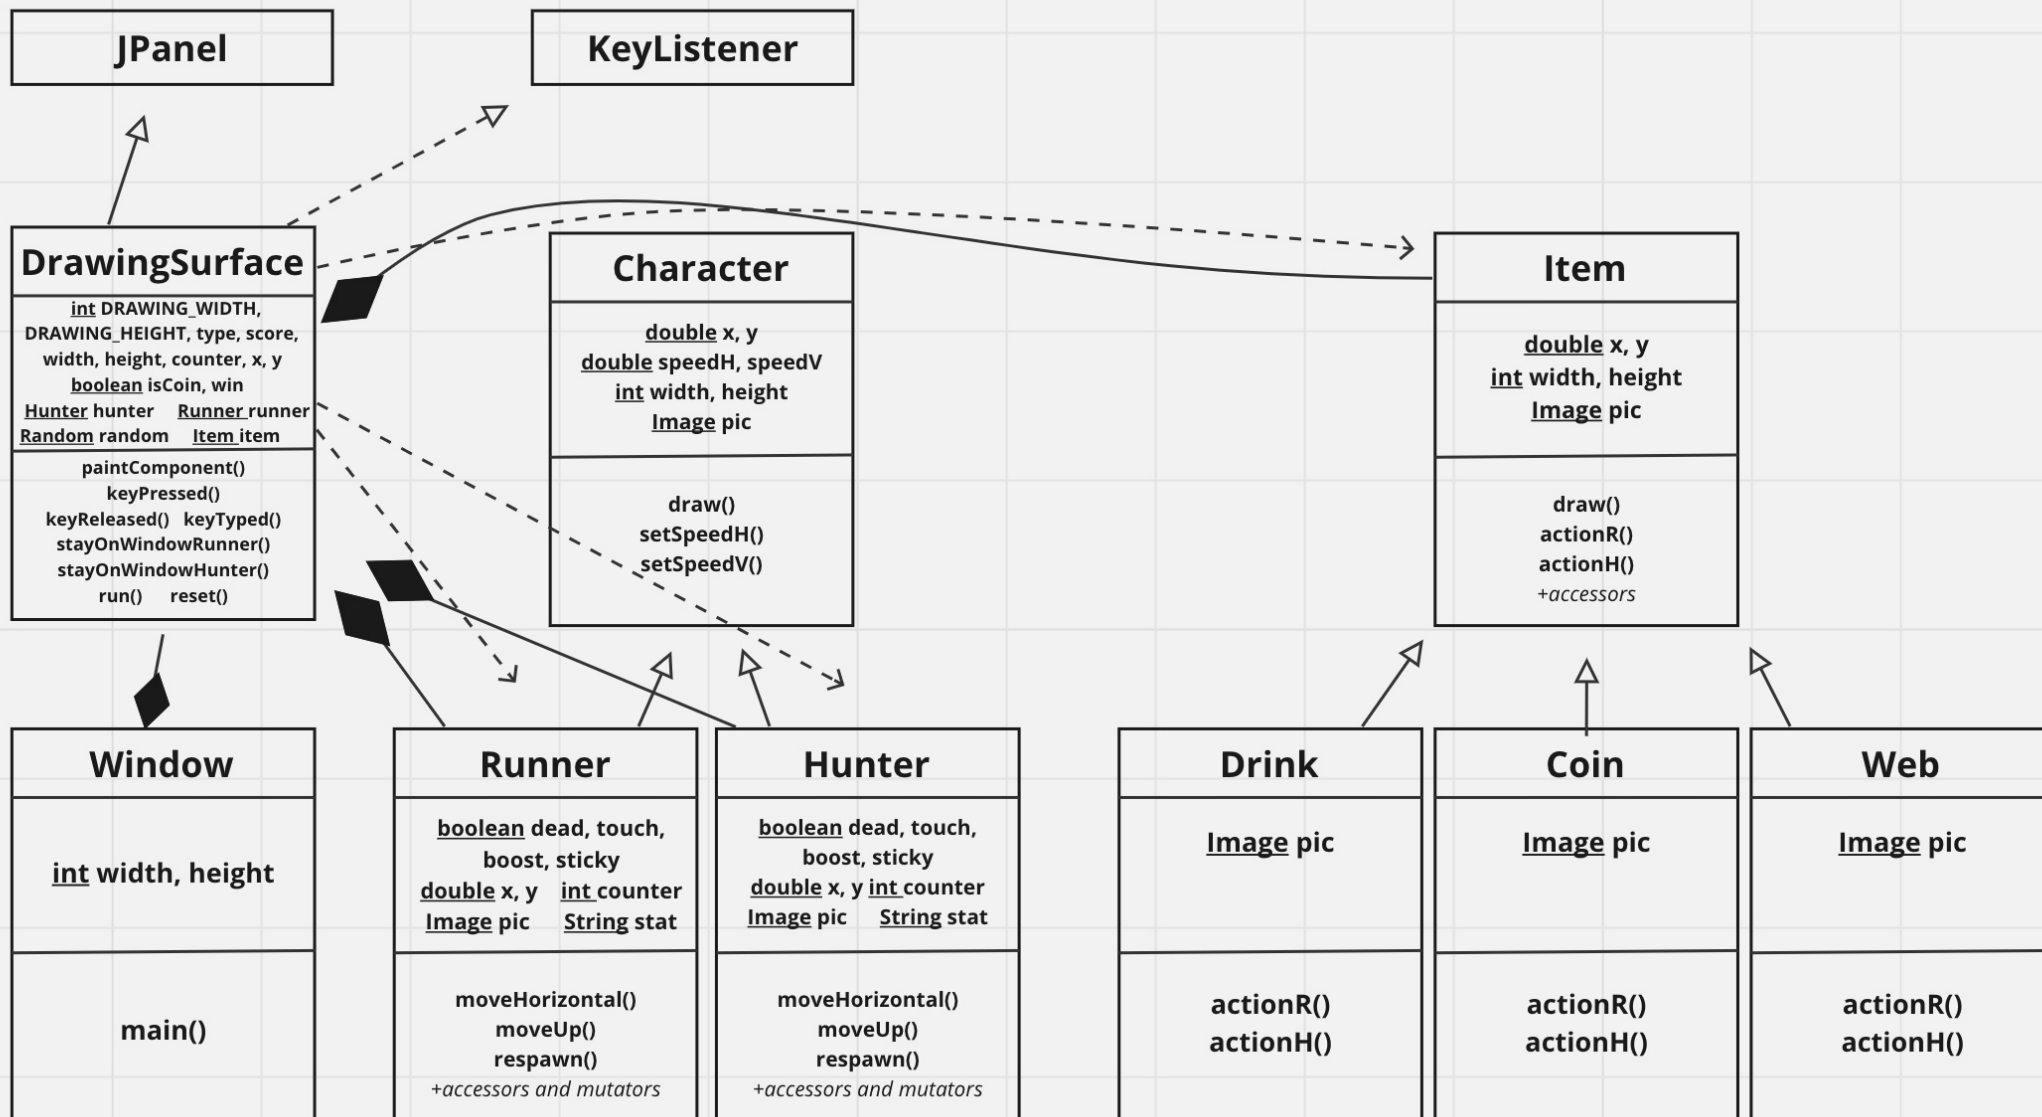 JPanel
KeyListener
DrawingSurface
int DRAWING_WIDTH,
DRAWING_HEIGHT, type, score,
width, height, counter, x, y
boolean isCoin, win
Hunter hunter Runner runner
Random random Item item
paintComponent()
keyPressed()
keyReleased() keyTyped()
stayOnWindowRunner()
stayOnWindowHunter()
run() reset()
Character
double x, y
double speedH, speedV
int width, height
Image pic
draw()
setSpeedH()
setSpeedV()
Item
double x, y
int width, height
Image pic
draw()
actionR()
actionH()
+accessors
Window
int width, height
main()
Runner
boolean dead, touch,
boost, sticky
double x, y int counter
Image pic String stat
moveHorizontal()
moveUp()
respawn()
+accessors and mutators
Hunter
boolean dead, touch,
boost, sticky
double x, y int counter
Image pic String stat
moveHorizontal()
moveUp()
respawn()
+accessors and mutators
Drink
Image pic
actionR()
actionH()
Coin
Image pic
actionR()
actionH()
Web
Image pic
actionR()
actionH()